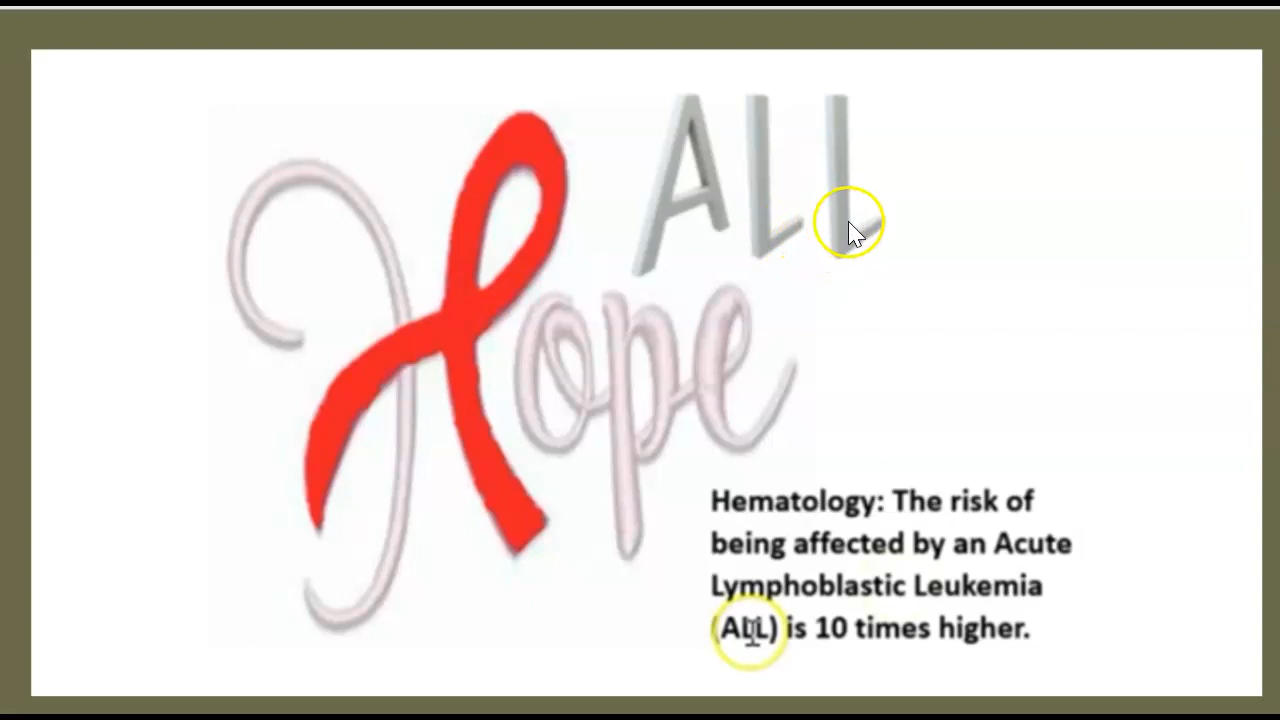 ALL
Hope
Hematology: The risk of
being affected by an Acute
Lymphoblastic Leukemia
(ALL) is 10 times higher.